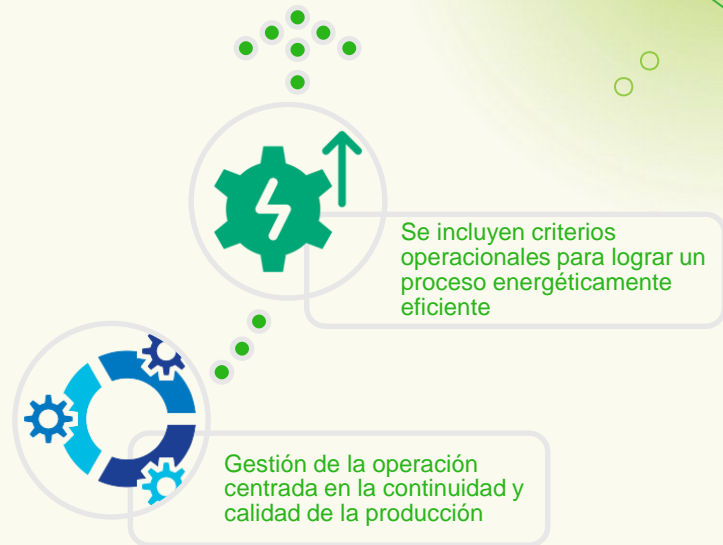 Se incluyen criterios
operacionales para lograr un
proceso energéticamente
eficiente
Gestión de la operación
centrada en la continuidad y
calidad de la producción